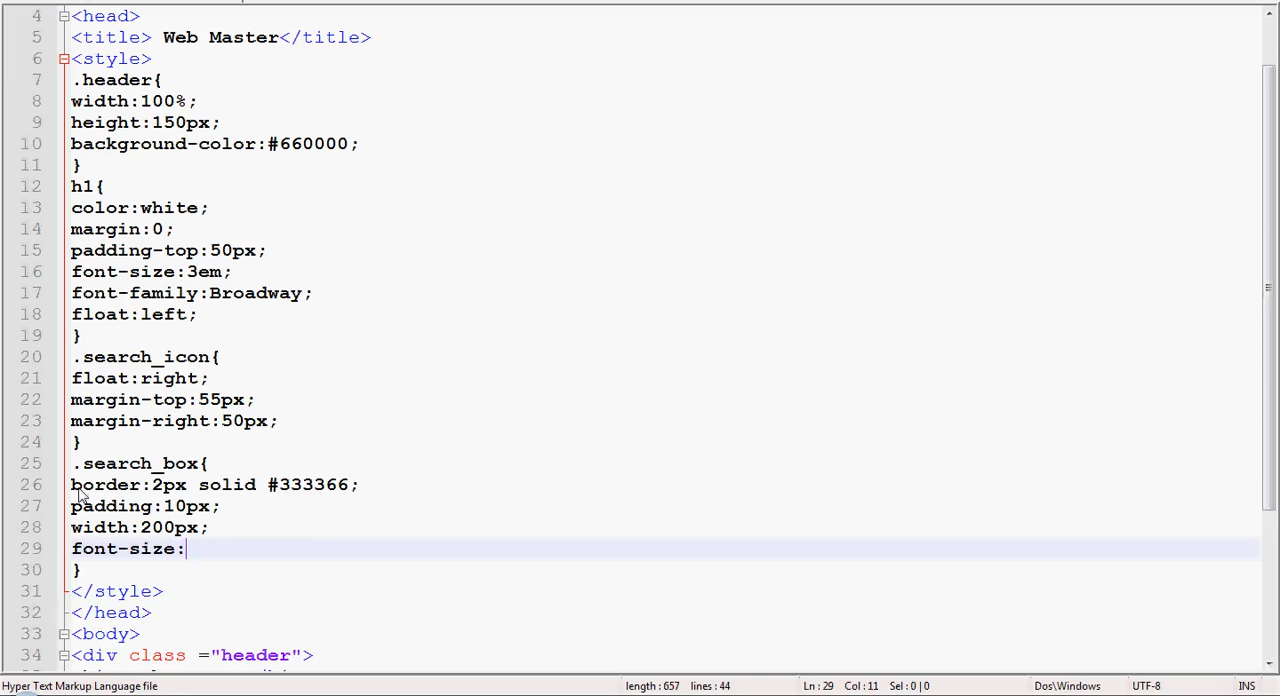 4 <head>
5 <title> Web Master</title>
6 <style>
7 .header{
8 width:100%;
9 height:150px;
10 background-color:#660000;
11 }
12 h1{
13 color:white;
14 margin:0;
15 padding-top:50px;
16 font-size:3em;
17 font-family:Broadway;
18 float:left;
19 }
20 .search_icon{
21 float:right;
22 margin-top:55px;
23 margin-right:50px;
24 }
25 .search_box{
26 border:2px solid #333366;
27 padding:10px;
28 width:200px;
29 font-size:
30 }
31 </style>
32 </head>
33 <body>
34 <div class ="header">
Hyper Text Markup Language file length : 657 lines : 44 Ln : 29 Col : 11 Sel : 0 | 0 Dos\Windows UTF-8 INS